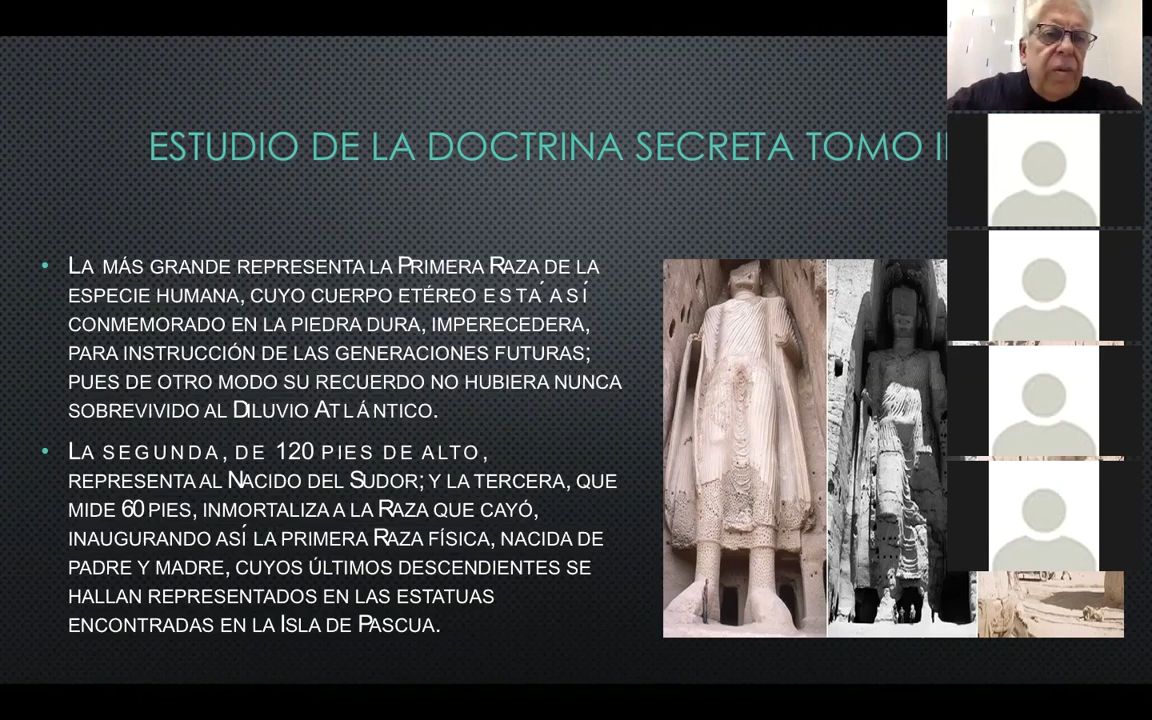 ESTUDIO DE LA DOCTRINA SECRETA TOMO
• LA MÁS GRANDE REPRESENTA LA PRIMERA RAZA DE LA
ESPECIE HUMANA, CUYO CUERPO ETÉREO ESTA´ ASÍ
CONMEMORADO EN LA PIEDRA DURA, IMPERECEDERA,
PARA INSTRUCCIÓN DE LAS GENERACIONES FUTURAS;
PUES DE OTRO MODO SU RECUERDO NO HUBIERA NUNCA
SOBREVIVIDO AL DILUVIO ATLÁNTICO.
• LA SEGUNDA, DE 120 PIES DE ALTO,
REPRESENTA AL NACIDO DEL SUDOR; Y LA TERCERA, QUE
MIDE 60 PIES, INMORTALIZA A LA RAZA QUE CAYÓ,
INAUGURANDO ASÍ LA PRIMERA RAZA FÍSICA, NACIDA DE
PADRE Y MADRE, CUYOS ÚLTIMOS DESCENDIENTES SE
HALLAN REPRESENTADOS EN LAS ESTATUAS
ENCONTRADAS EN LA ISLA DE PASCUA.